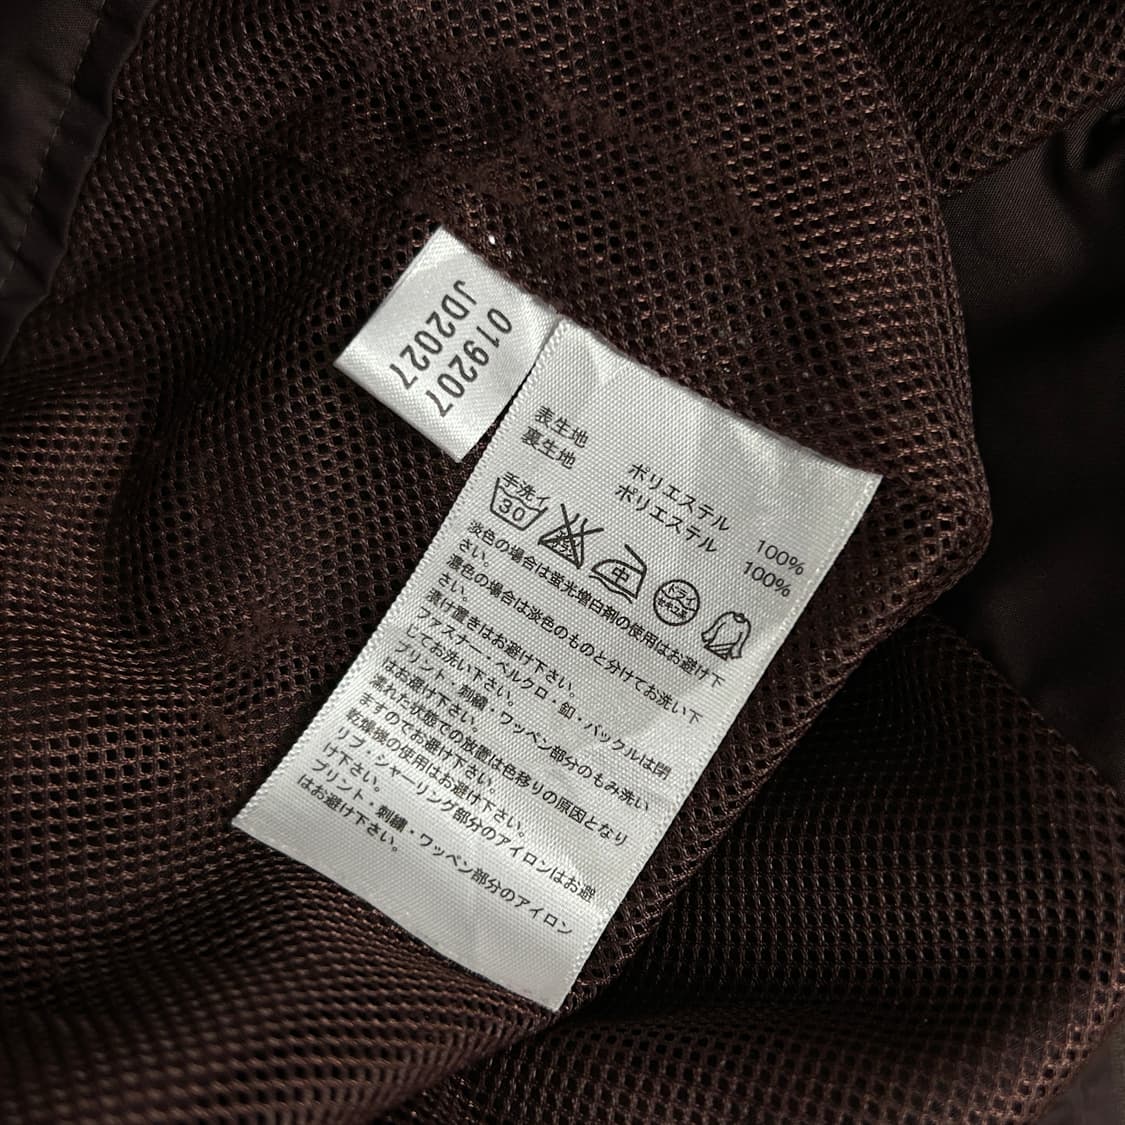 019207
JD2027
表生地 ポリエステル 100%
裏生地 ポリエステル 100%
手洗イ
30
中
ドライ
淡色の場合は蛍光増白剤の使用はお避け下
さい。
濃色の場合は淡色のものと分けてお洗い下
さい。
漬け置きはお避け下さい。
ファスナー・ベルクロ・釦・バックルは閉
じてお洗い下さい。
プリント・刺繍・ワッペン部分のもみ洗い
はお避け下さい。
濡れた状態での放置は色移りの原因となり
ますのでお避け下さい。
乾燥機の使用はお避け下さい。
リブ・シャーリング部分のアイロンはお避
け下さい。
プリント・刺繍・ワッペン部分のアイロン
はお避け下さい。